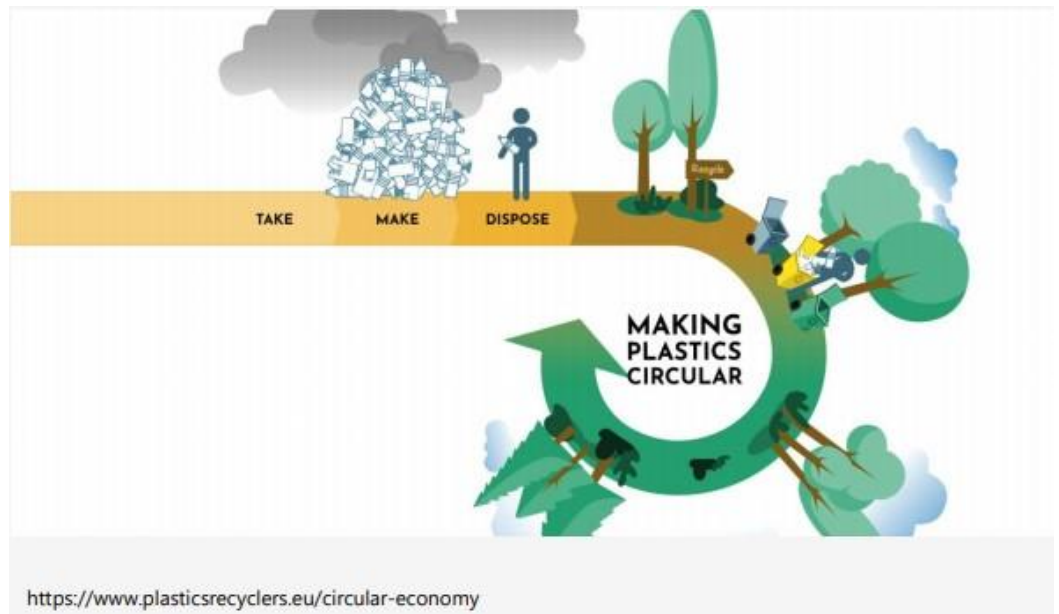 TAKE MAKE DISPOSE
Recycle
MAKING
PLASTICS
CIRCULAR
https://www.plasticsrecyclers.eu/circular-economy